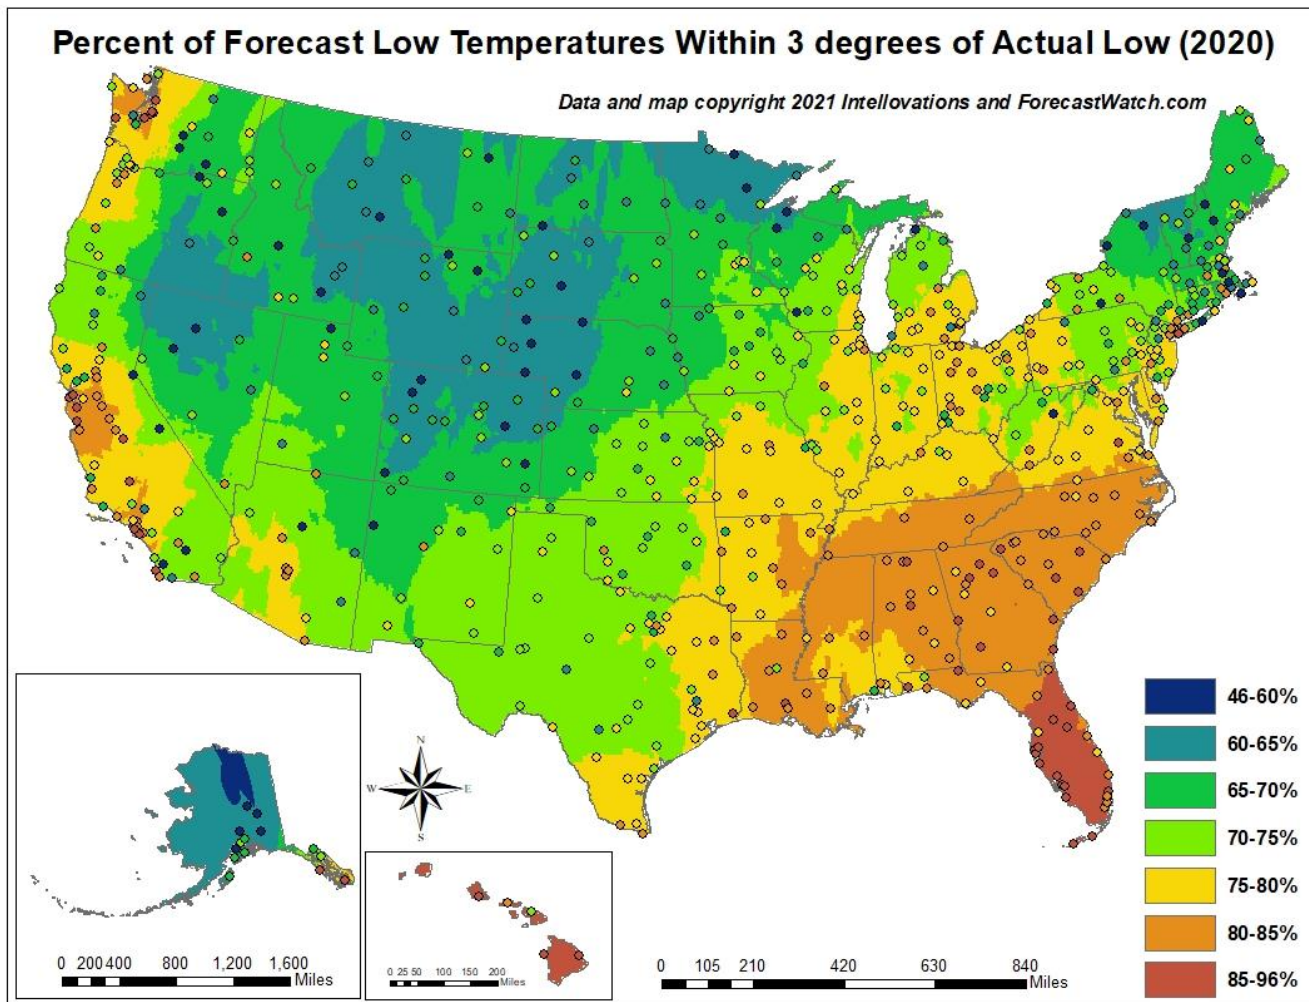 Percent of Forecast Low Temperatures Within 3 degrees of Actual Low (2020)
Data and map copyright 2021 Intellovations and ForecastWatch.com
N
W E
S
46-60%
60-65%
65-70%
70-75%
75-80%
80-85%
85-96%
0 200 400 800 1,200 1,600
Miles
0 25 50 100 150 200
Miles
0 105 210 420 630 840
Miles